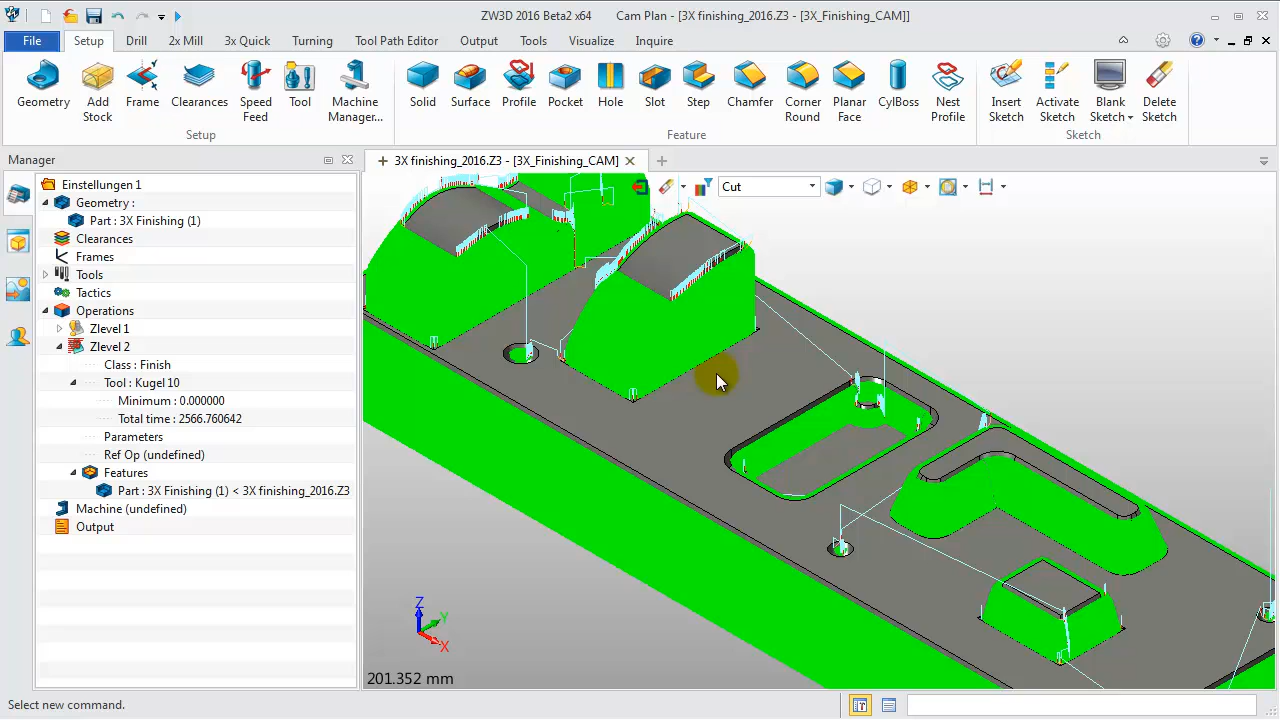 ZW3D 2016 Beta2 x64 Cam Plan - [3X finishing_2016.Z3 - [3X_Finishing_CAM]]
File Setup Drill 2x Mill 3x Quick Turning Tool Path Editor Output Tools Visualize Inquire
Geometry Add Stock Frame Clearances Speed Feed Tool Machine Manager... Solid Surface Profile Pocket Hole Slot Step Chamfer Corner Round Planar Face CylBoss Nest Profile Insert Sketch Activate Sketch Blank Sketch Delete Sketch
Setup Feature Sketch
Manager
3X finishing_2016.Z3 - [3X_Finishing_CAM]
Cut
Einstellungen 1
Geometry :
Part : 3X Finishing (1)
Clearances
Frames
Tools
Tactics
Operations
Zlevel 1
Zlevel 2
Class : Finish
Tool : Kugel 10
Minimum : 0.000000
Total time : 2566.760642
Parameters
Ref Op (undefined)
Features
Part : 3X Finishing (1) < 3X finishing_2016.Z3
Machine (undefined)
Output
Z
Y
X
201.352 mm
Select new command.